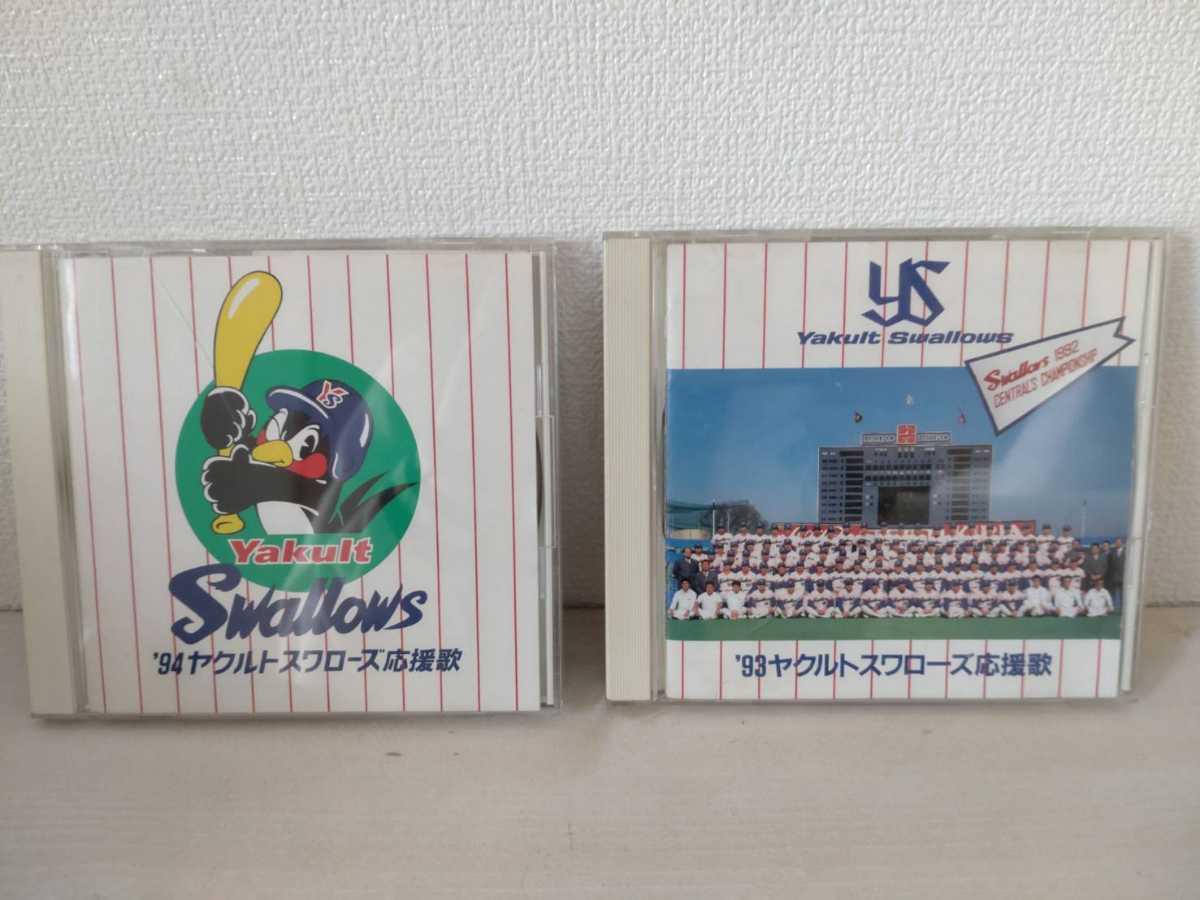 Y'S
Yakult
Swallows
'94ヤクルトスワローズ応援歌
YS
Yakult Swallows
Swallows 1992
CENTRAL'S CHAMPIONSHIP
'93ヤクルトスワローズ応援歌